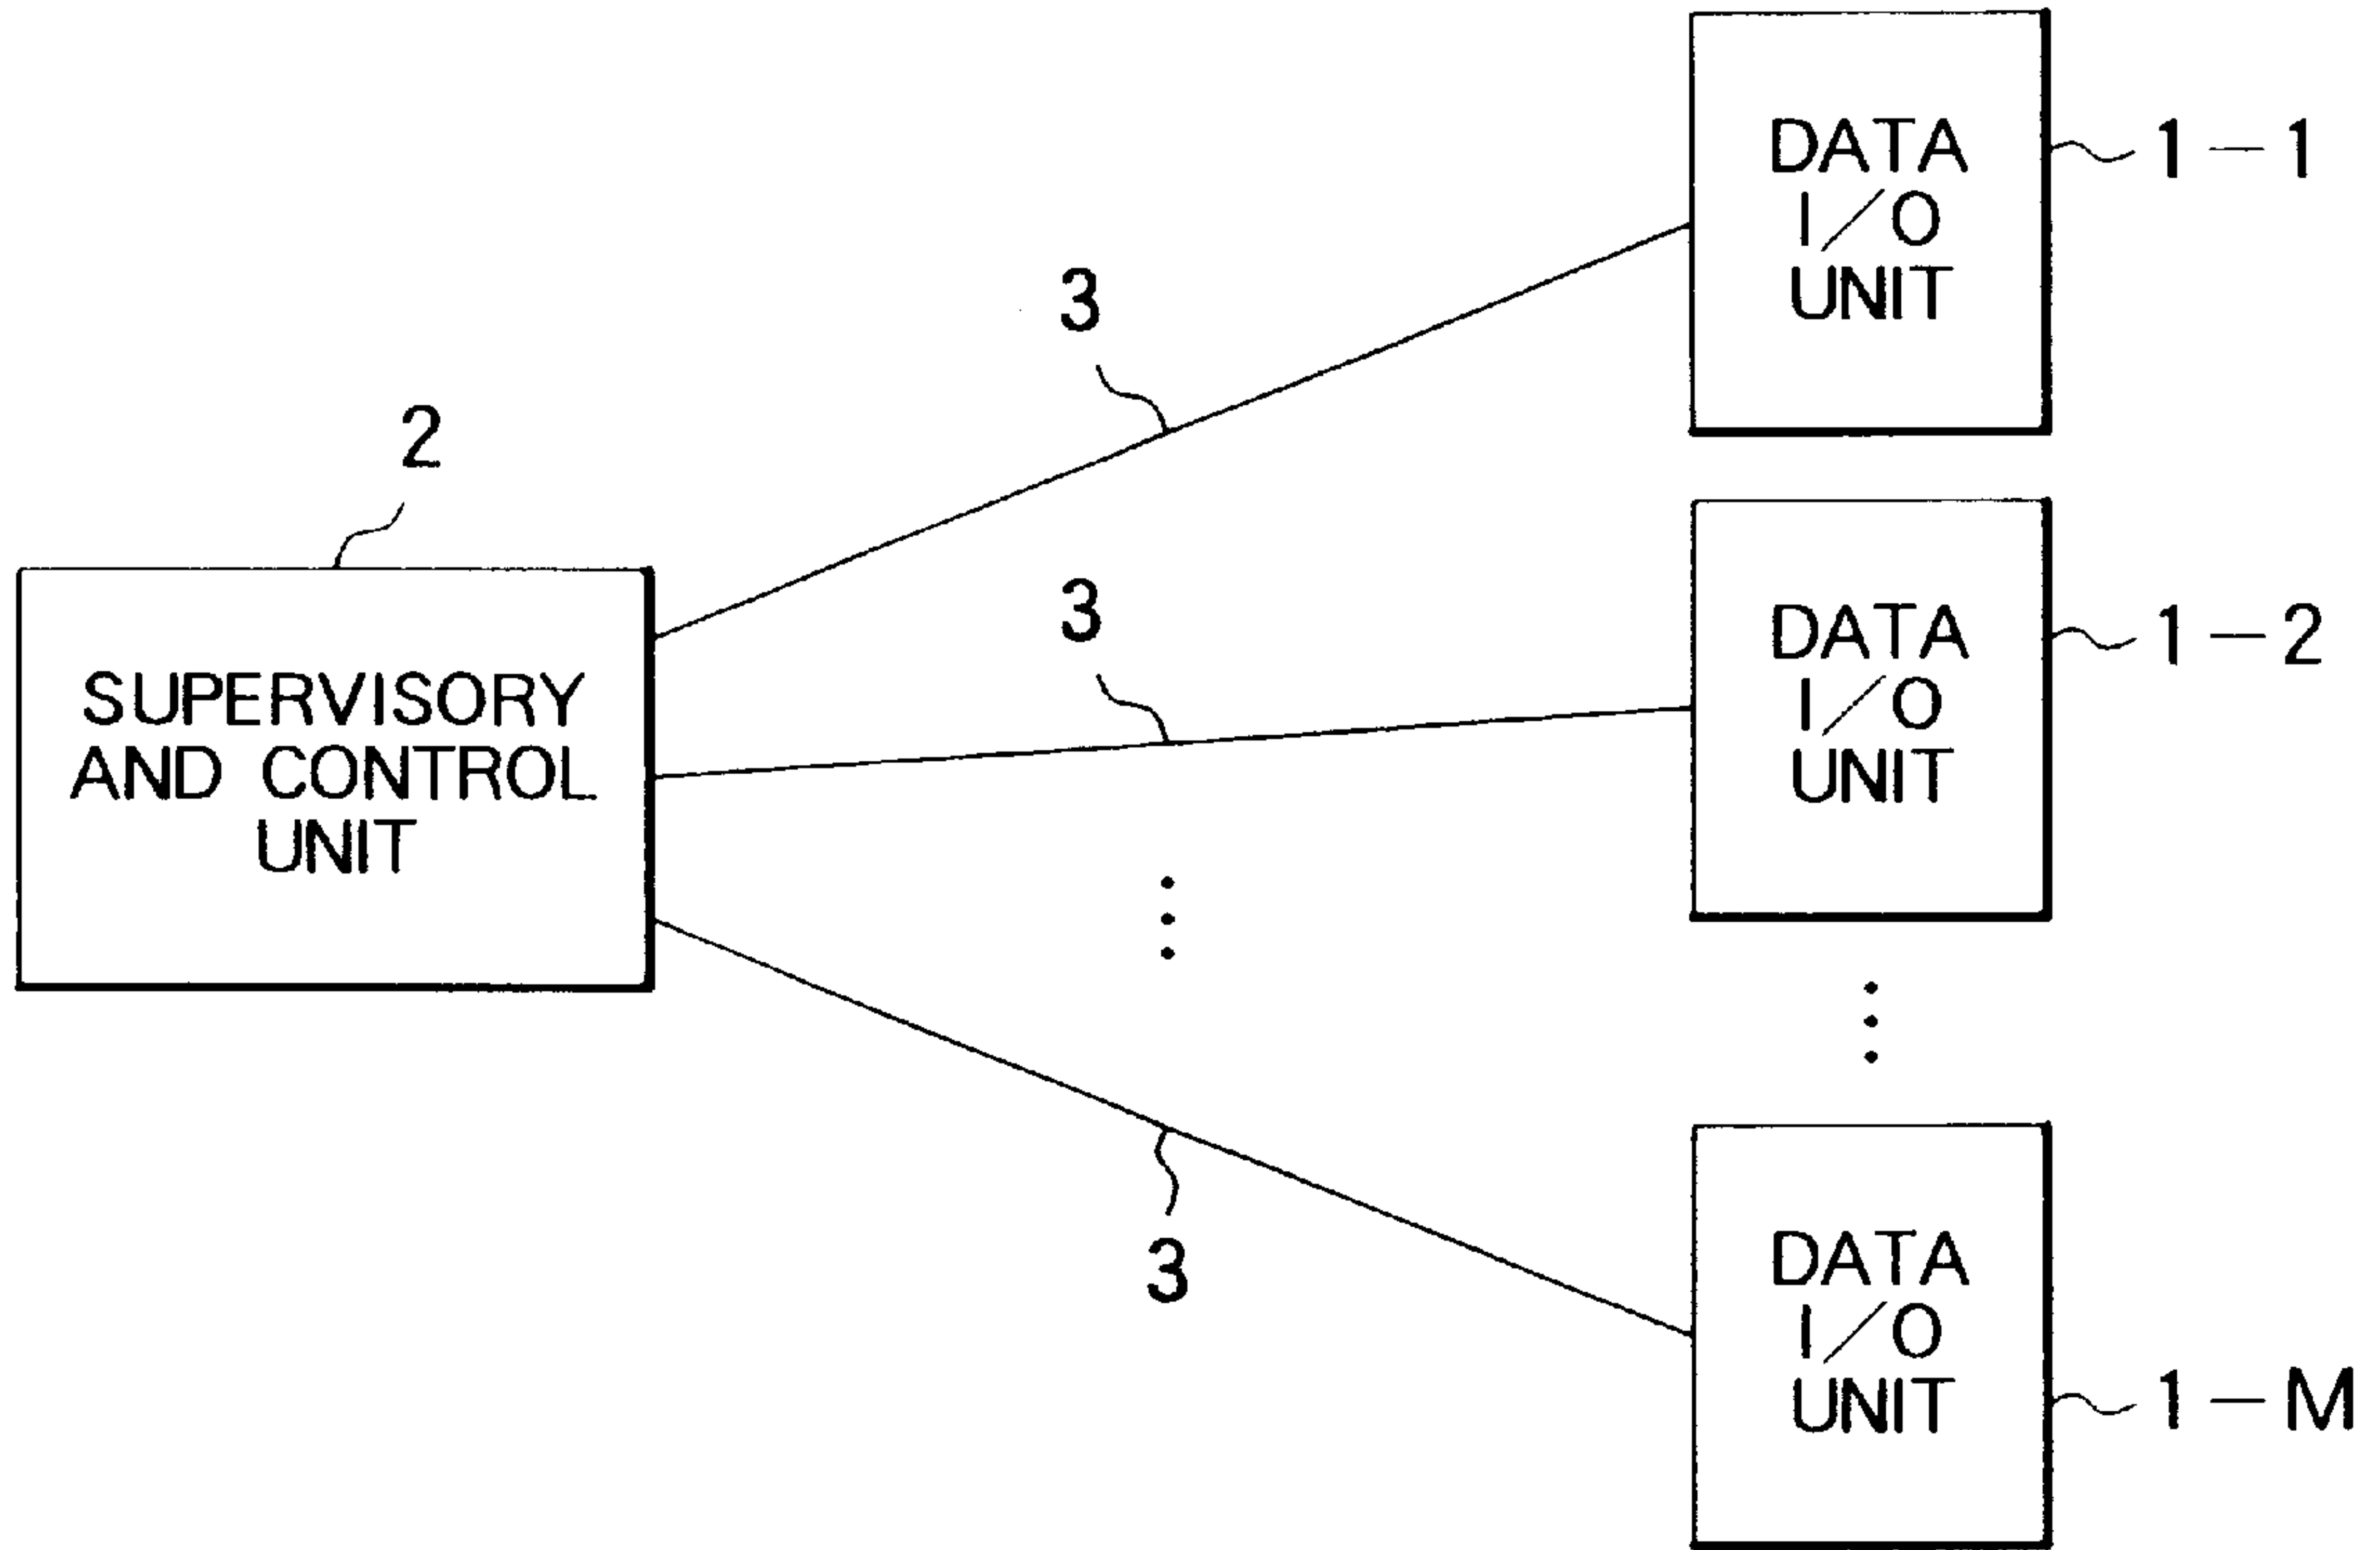 DATA
I/O
UNIT
1-1
3
2
SUPERVISORY
AND CONTROL
UNIT
3
DATA
I/O
UNIT
1-2
3
DATA
I/O
UNIT
1-M